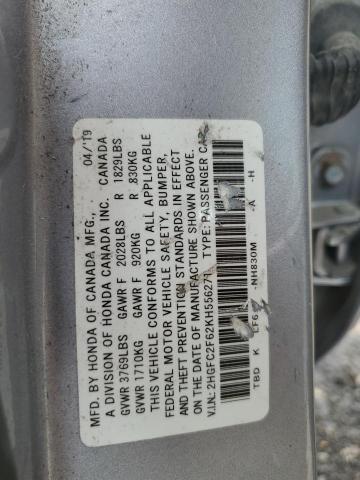 MFD. BY HONDA OF CANADA MFG., 04/19
A DIVISION OF HONDA CANADA INC. CANADA
GVWR 3769LBS GAWR F 2028LBS R 1829LBS
GVWR 1710KG GAWR F 920KG R 830KG
THIS VEHICLE CONFORMS TO ALL APPLICABLE
FEDERAL MOTOR VEHICLE SAFETY, BUMPER,
AND THEFT PREVENTION STANDARDS IN EFFECT
ON THE DATE OF MANUFACTURE SHOWN ABOVE.
V.I.N.: 2HGFC2F62KH556271 TYPE: PASSENGER CAR
TBD K NH830M -A -H